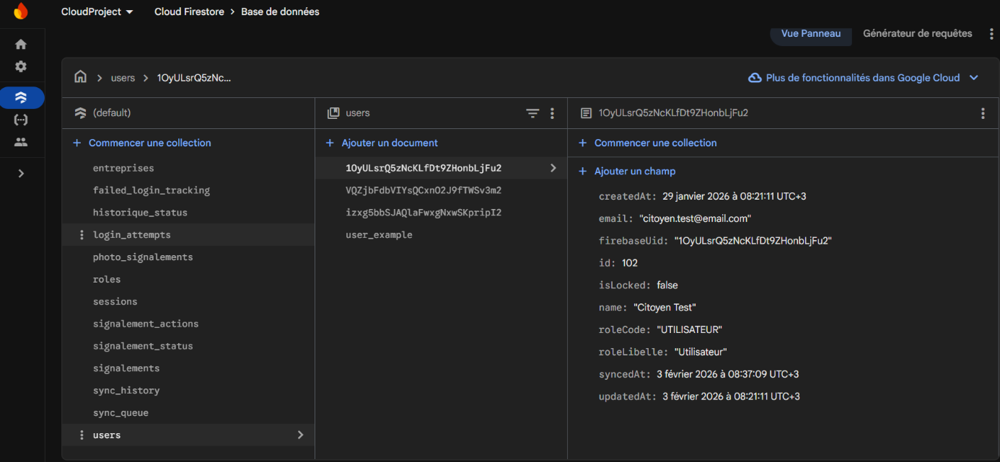 CloudProject
Cloud Firestore > Base de données
Vue Panneau
Générateur de requêtes
users > 1OyULsrQ5zNc...
Plus de fonctionnalités dans Google Cloud
(default)
+ Commencer une collection
entreprises
failed_login_tracking
historique_status
login_attempts
photo_signalements
roles
sessions
signalement_actions
signalement_status
signalements
sync_history
sync_queue
users
users
+ Ajouter un document
1OyULsrQ5zNcKLfDt9ZHonbLjFu2
VQZjbFdbVIYsQCxnO2J9fTWSv3m2
izxg5bbSJAQlaFwxgNxwSKpripI2
user_example
1OyULsrQ5zNcKLfDt9ZHonbLjFu2
+ Commencer une collection
+ Ajouter un champ
createdAt: 29 janvier 2026 à 08:21:11 UTC+3
email: "citoyen.test@email.com"
firebaseUid: "1OyULsrQ5zNcKLfDt9ZHonbLjFu2"
id: 102
isLocked: false
name: "Citoyen Test"
roleCode: "UTILISATEUR"
roleLibelle: "Utilisateur"
syncedAt: 3 février 2026 à 08:37:09 UTC+3
updatedAt: 3 février 2026 à 08:21:11 UTC+3